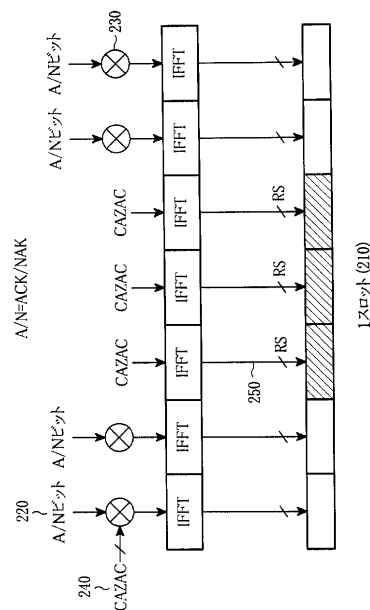 A/N=ACK/NAK
220
A/Nビット
A/Nビット
CAZAC
CAZAC
CAZAC
A/Nビット
A/Nビット
240
CAZAC
230
IFFT
IFFT
IFFT
IFFT
IFFT
IFFT
IFFT
250
RS
RS
RS
1スロット(210)